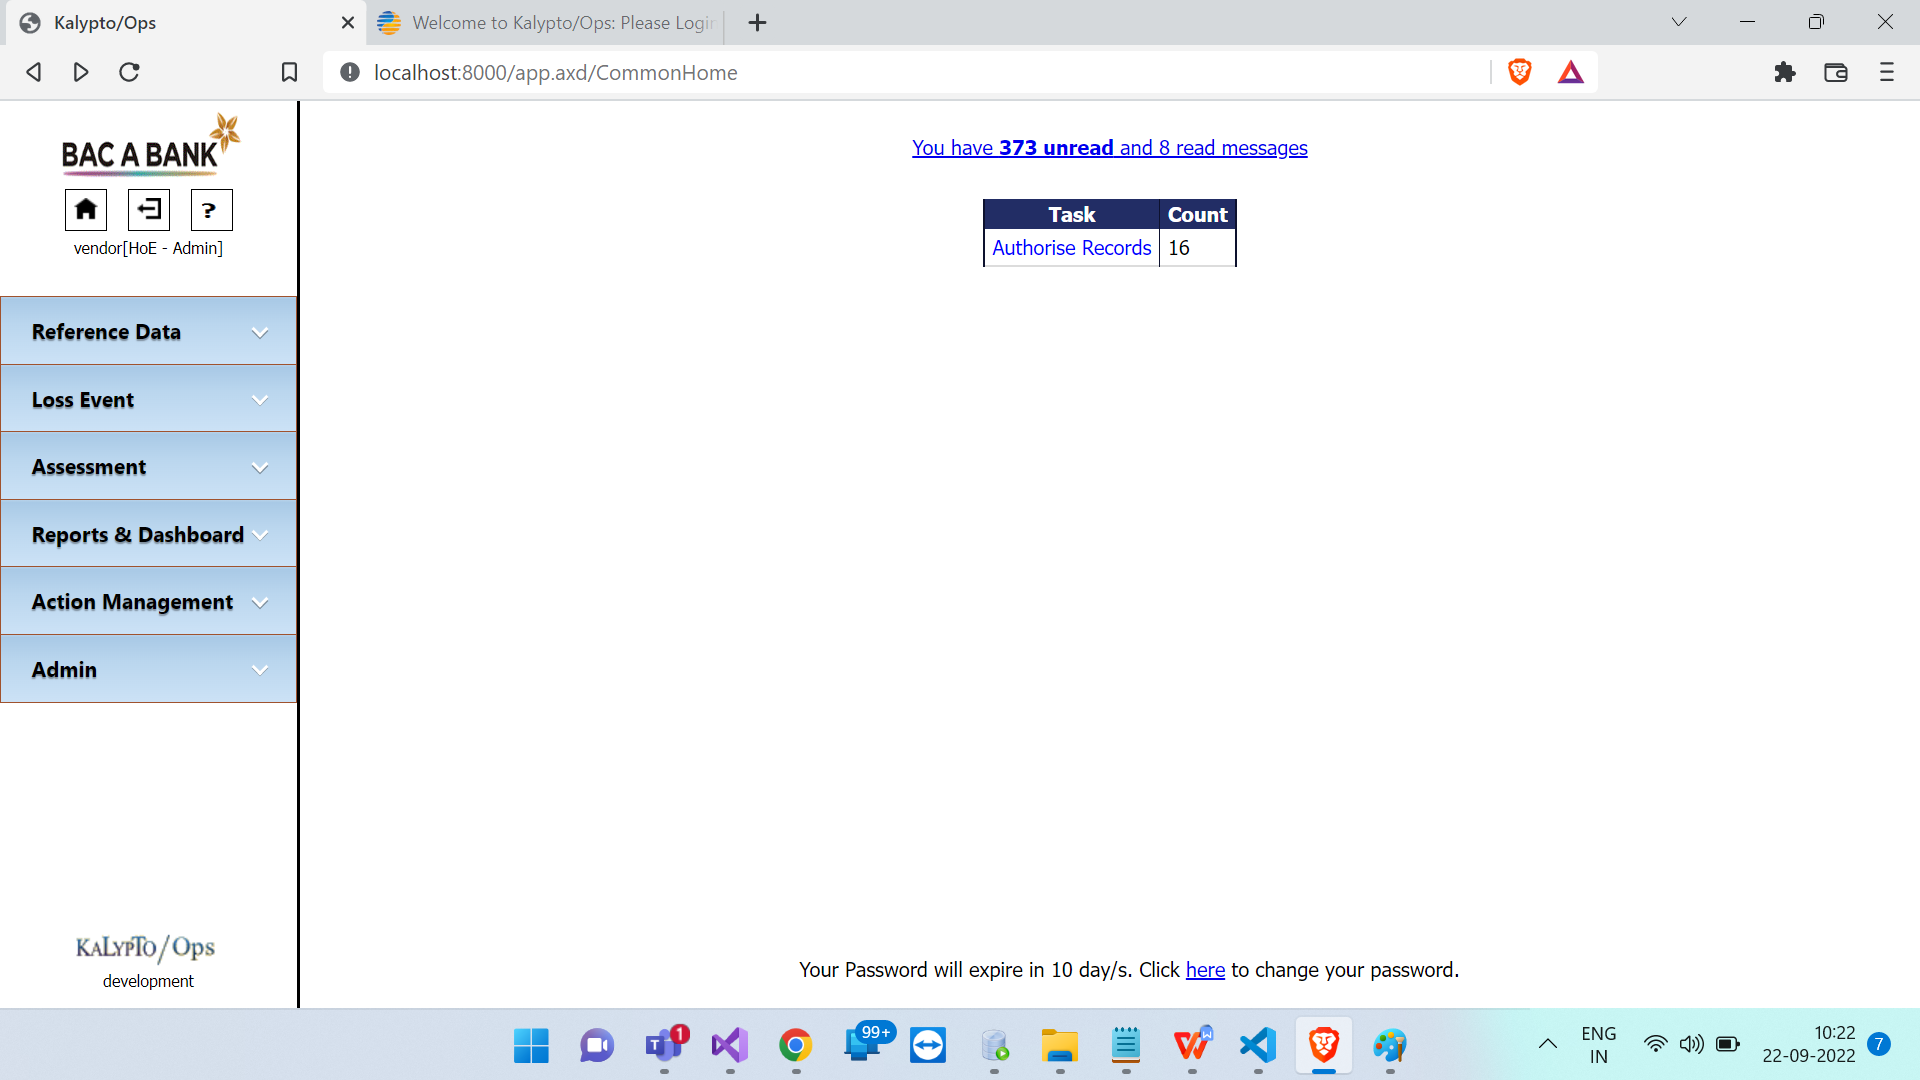 Kalypto/Ops
Welcome to Kalypto/Ops: Please Login
localhost:8000/app.axd/CommonHome
BAC A BANK
?
vendor[HoE - Admin]
Reference Data
Loss Event
Assessment
Reports & Dashboard
Action Management
Admin
KALYPTO/Ops
development
You have 373 unread and 8 read messages
Task Count
Authorise Records 16
Your Password will expire in 10 day/s. Click here to change your password.
1
99+
ENG
IN
10:22
22-09-2022
7